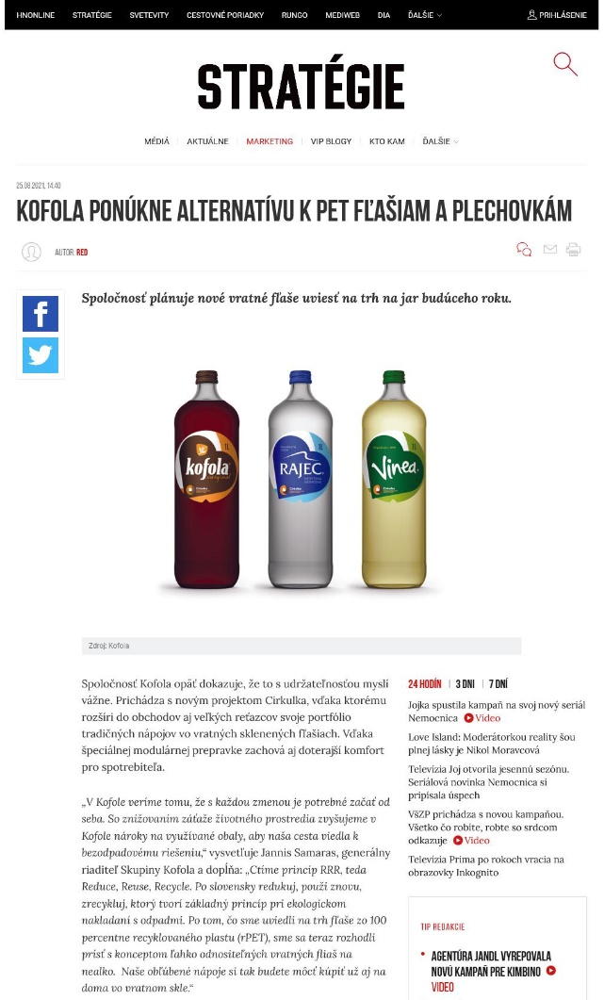 HNONLINE STRATÉGIE SVETEVITY CESTOVNÉ PORIADKY RUNGO MEDIWEB DIA ĎALŠIE PRIHLÁSENIE
STRATÉGIE
MÉDIÁ AKTUÁLNE MARKETING VIP BLOGY KTO KAM ĎALŠIE
25.08.2021, 14:40
KOFOLA PONÚKNE ALTERNATÍVU K PET FĽAŠIAM A PLECHOVKÁM
AUTOR: RED
Spoločnosť plánuje nové vratné fľaše uviesť na trh na jar budúceho roku.
kofola
RAJEC
Vinea
1L
1L
1L
Zdroj: Kofola
Spoločnosť Kofola opäť dokazuje, že to s udržateľnosťou myslí
vážne. Prichádza s novým projektom Cirkulka, vďaka ktorému
rozšíri do obchodov aj veľkých reťazcov svoje portfólio
tradičných nápojov vo vratných sklenených fľašiach. Vďaka
špeciálnej modulárnej prepravke zachová aj doterajší komfort
pro spotrebiteľa.
„V Kofole veríme tomu, že s každou zmenou je potrebné začať od
seba. So znižovaním záťaže životného prostredia zvyšujeme v
Kofole nároky na využívané obaly, aby naša cesta viedla k
bezodpadovému riešeniu,“ vysvetľuje Jannis Samaras, generálny
riaditeľ Skupiny Kofola a dopĺňa: „Ctíme princíp RRR, teda
Reduce, Reuse, Recycle. Po slovensky redukuj, použi znovu,
zrecykluj, ktorý tvorí základný princíp pri ekologickom
nakladaní s odpadmi. Po tom, čo sme uviedli na trh fľaše zo 100
percentne recyklovaného plastu (rPET), sme sa teraz rozhodli
prísť s konceptom ľahko odnositeľných vratných fliaš na
nealko. Naše obľúbené nápoje si tak budete môcť kúpiť už aj na
doma vo vratnom skle.“
24 HODÍN 3 DNI 7 DNÍ
Jojka spustila kampaň na svoj nový seriál
Nemocnica Video
Love Island: Moderátorkou reality šou
plnej lásky je Nikol Moravcová
Televízia Joj otvorila jesennú sezónu.
Seriálová novinka Nemocnica si
pripísala úspech
VšZP prichádza s novou kampaňou.
Všetko čo robíte, robte so srdcom
odkazuje Video
Televízia Prima po rokoch vracia na
obrazovky Inkognito
TIP REDAKCIE
AGENTÚRA JANDL VYREPOVALA
NOVÚ KAMPAŇ PRE KIMBINO
VIDEO